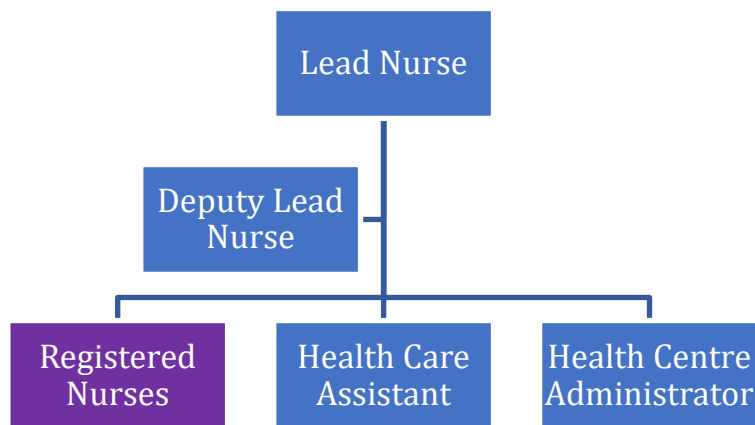 Lead Nurse
Deputy Lead
Nurse
Registered
Nurses
Health Care
Assistant
Health Centre
Administrator